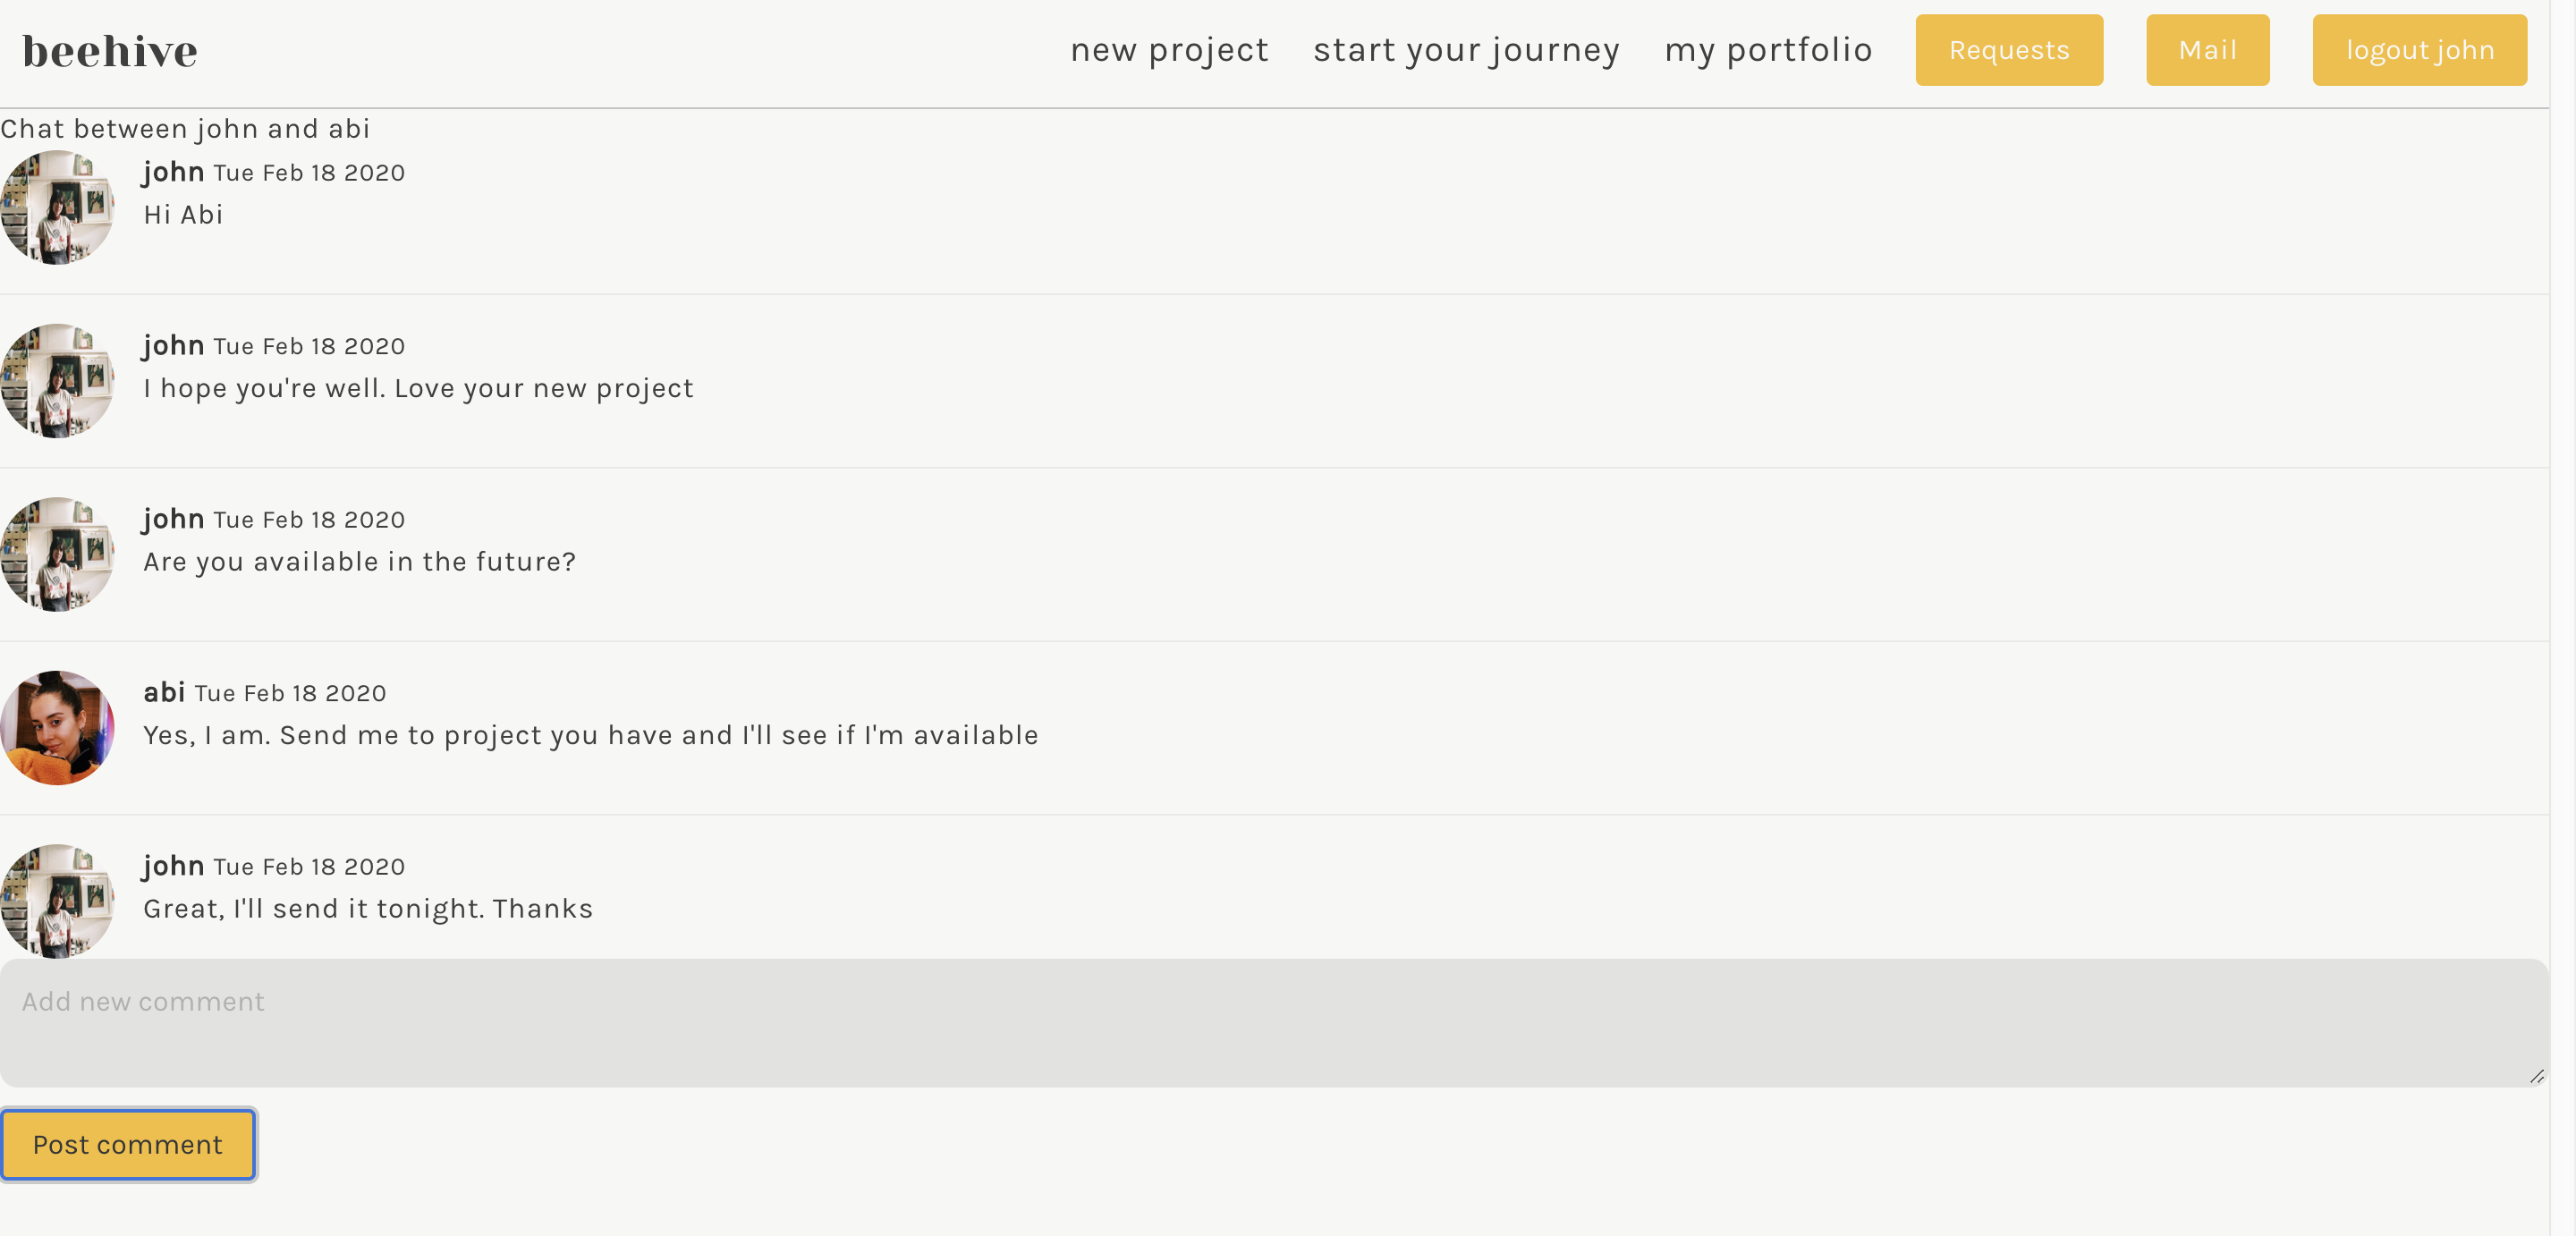 beehive
new project start your journey my portfolio Requests Mail logout john
Chat between john and abi
john Tue Feb 18 2020
Hi Abi
john Tue Feb 18 2020
I hope you're well. Love your new project
john Tue Feb 18 2020
Are you available in the future?
abi Tue Feb 18 2020
Yes, I am. Send me to project you have and I'll see if I'm available
john Tue Feb 18 2020
Great, I'll send it tonight. Thanks
Add new comment
Post comment